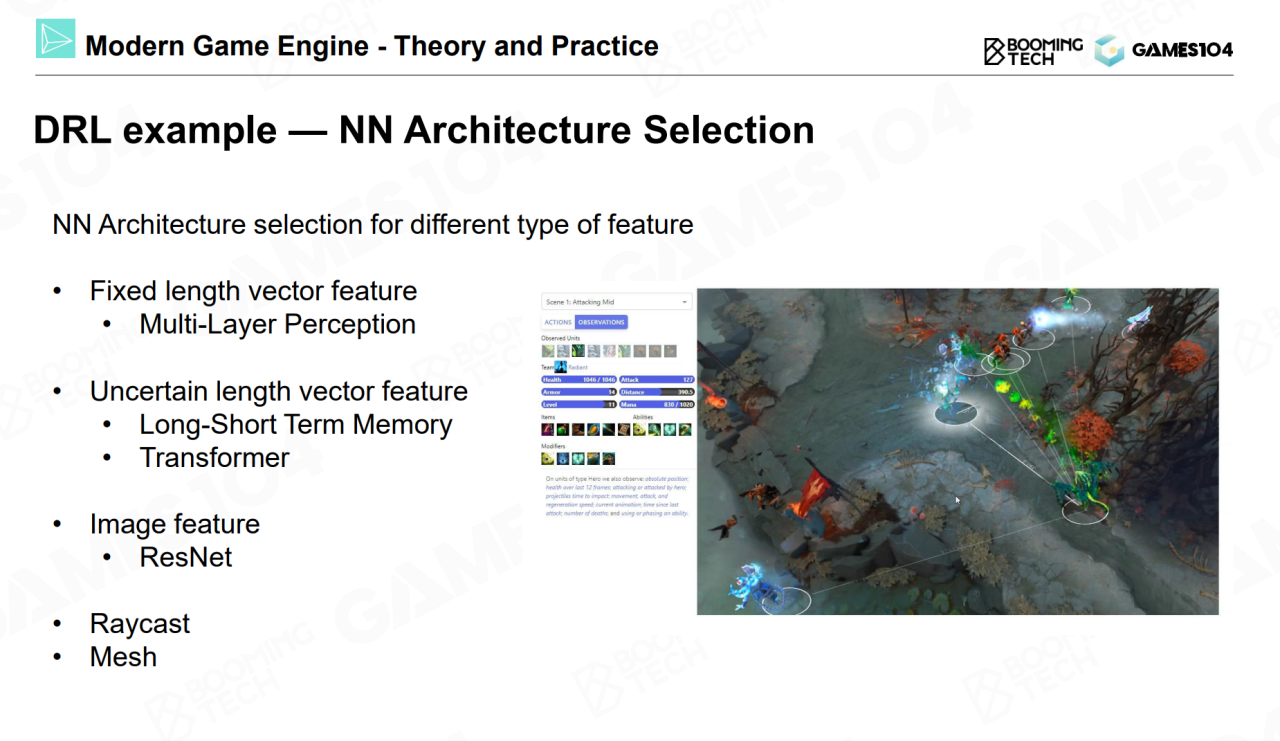 Modern Game Engine - Theory and Practice
BOOMING
TECH
GAMES104
DRL example — NN Architecture Selection
NN Architecture selection for different type of feature
• Fixed length vector feature
• Multi-Layer Perception
• Uncertain length vector feature
• Long-Short Term Memory
• Transformer
• Image feature
• ResNet
• Raycast
• Mesh
Scene 1: Attacking Mid
ACTIONS OBSERVATIONS
Observed Units
Team Radiant
Health 1046 / 1046 Attack 127
Armor 14 Distance 390.5
Level 11 Mana 830 / 1020
Items Abilities
Modifiers
On units of type Hero we also observe: absolute position;
health over last 12 frames; attacking or attacked by hero;
projectiles time to impact; movement, attack, and
regeneration speed; current animation; time since last
attack; number of deaths; and using or phasing an ability.